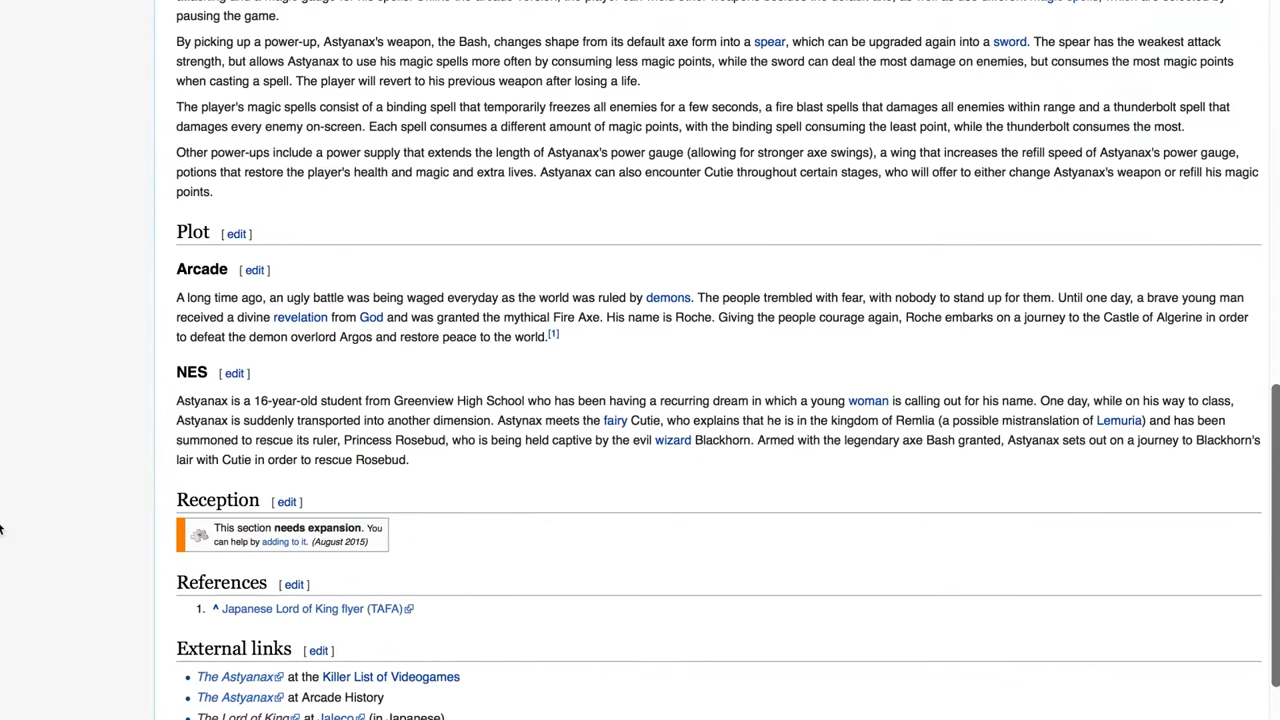 pausing the game.
By picking up a power-up, Astyanax's weapon, the Bash, changes shape from its default axe form into a spear, which can be upgraded again into a sword. The spear has the weakest attack
strength, but allows Astyanax to use his magic spells more often by consuming less magic points, while the sword can deal the most damage on enemies, but consumes the most magic points
when casting a spell. The player will revert to his previous weapon after losing a life.
The player's magic spells consist of a binding spell that temporarily freezes all enemies for a few seconds, a fire blast spells that damages all enemies within range and a thunderbolt spell that
damages every enemy on-screen. Each spell consumes a different amount of magic points, with the binding spell consuming the least point, while the thunderbolt consumes the most.
Other power-ups include a power supply that extends the length of Astyanax's power gauge (allowing for stronger axe swings), a wing that increases the refill speed of Astyanax's power gauge,
potions that restore the player's health and magic and extra lives. Astyanax can also encounter Cutie throughout certain stages, who will offer to either change Astyanax's weapon or refill his magic
points.
Plot [ edit ]
Arcade [ edit ]
A long time ago, an ugly battle was being waged everyday as the world was ruled by demons. The people trembled with fear, with nobody to stand up for them. Until one day, a brave young man
received a divine revelation from God and was granted the mythical Fire Axe. His name is Roche. Giving the people courage again, Roche embarks on a journey to the Castle of Algerine in order
to defeat the demon overlord Argos and restore peace to the world.[1]
NES [ edit ]
Astyanax is a 16-year-old student from Greenview High School who has been having a recurring dream in which a young woman is calling out for his name. One day, while on his way to class,
Astyanax is suddenly transported into another dimension. Astynax meets the fairy Cutie, who explains that he is in the kingdom of Remlia (a possible mistranslation of Lemuria) and has been
summoned to rescue its ruler, Princess Rosebud, who is being held captive by the evil wizard Blackhorn. Armed with the legendary axe Bash granted, Astyanax sets out on a journey to Blackhorn's
lair with Cutie in order to rescue Rosebud.
Reception [ edit ]
This section needs expansion. You
can help by adding to it. (August 2015)
References [ edit ]
1. ^ Japanese Lord of King flyer (TAFA)
External links [ edit ]
• The Astyanax at the Killer List of Videogames
• The Astyanax at Arcade History
• The Lord of King at Jaleco (in Japanese)